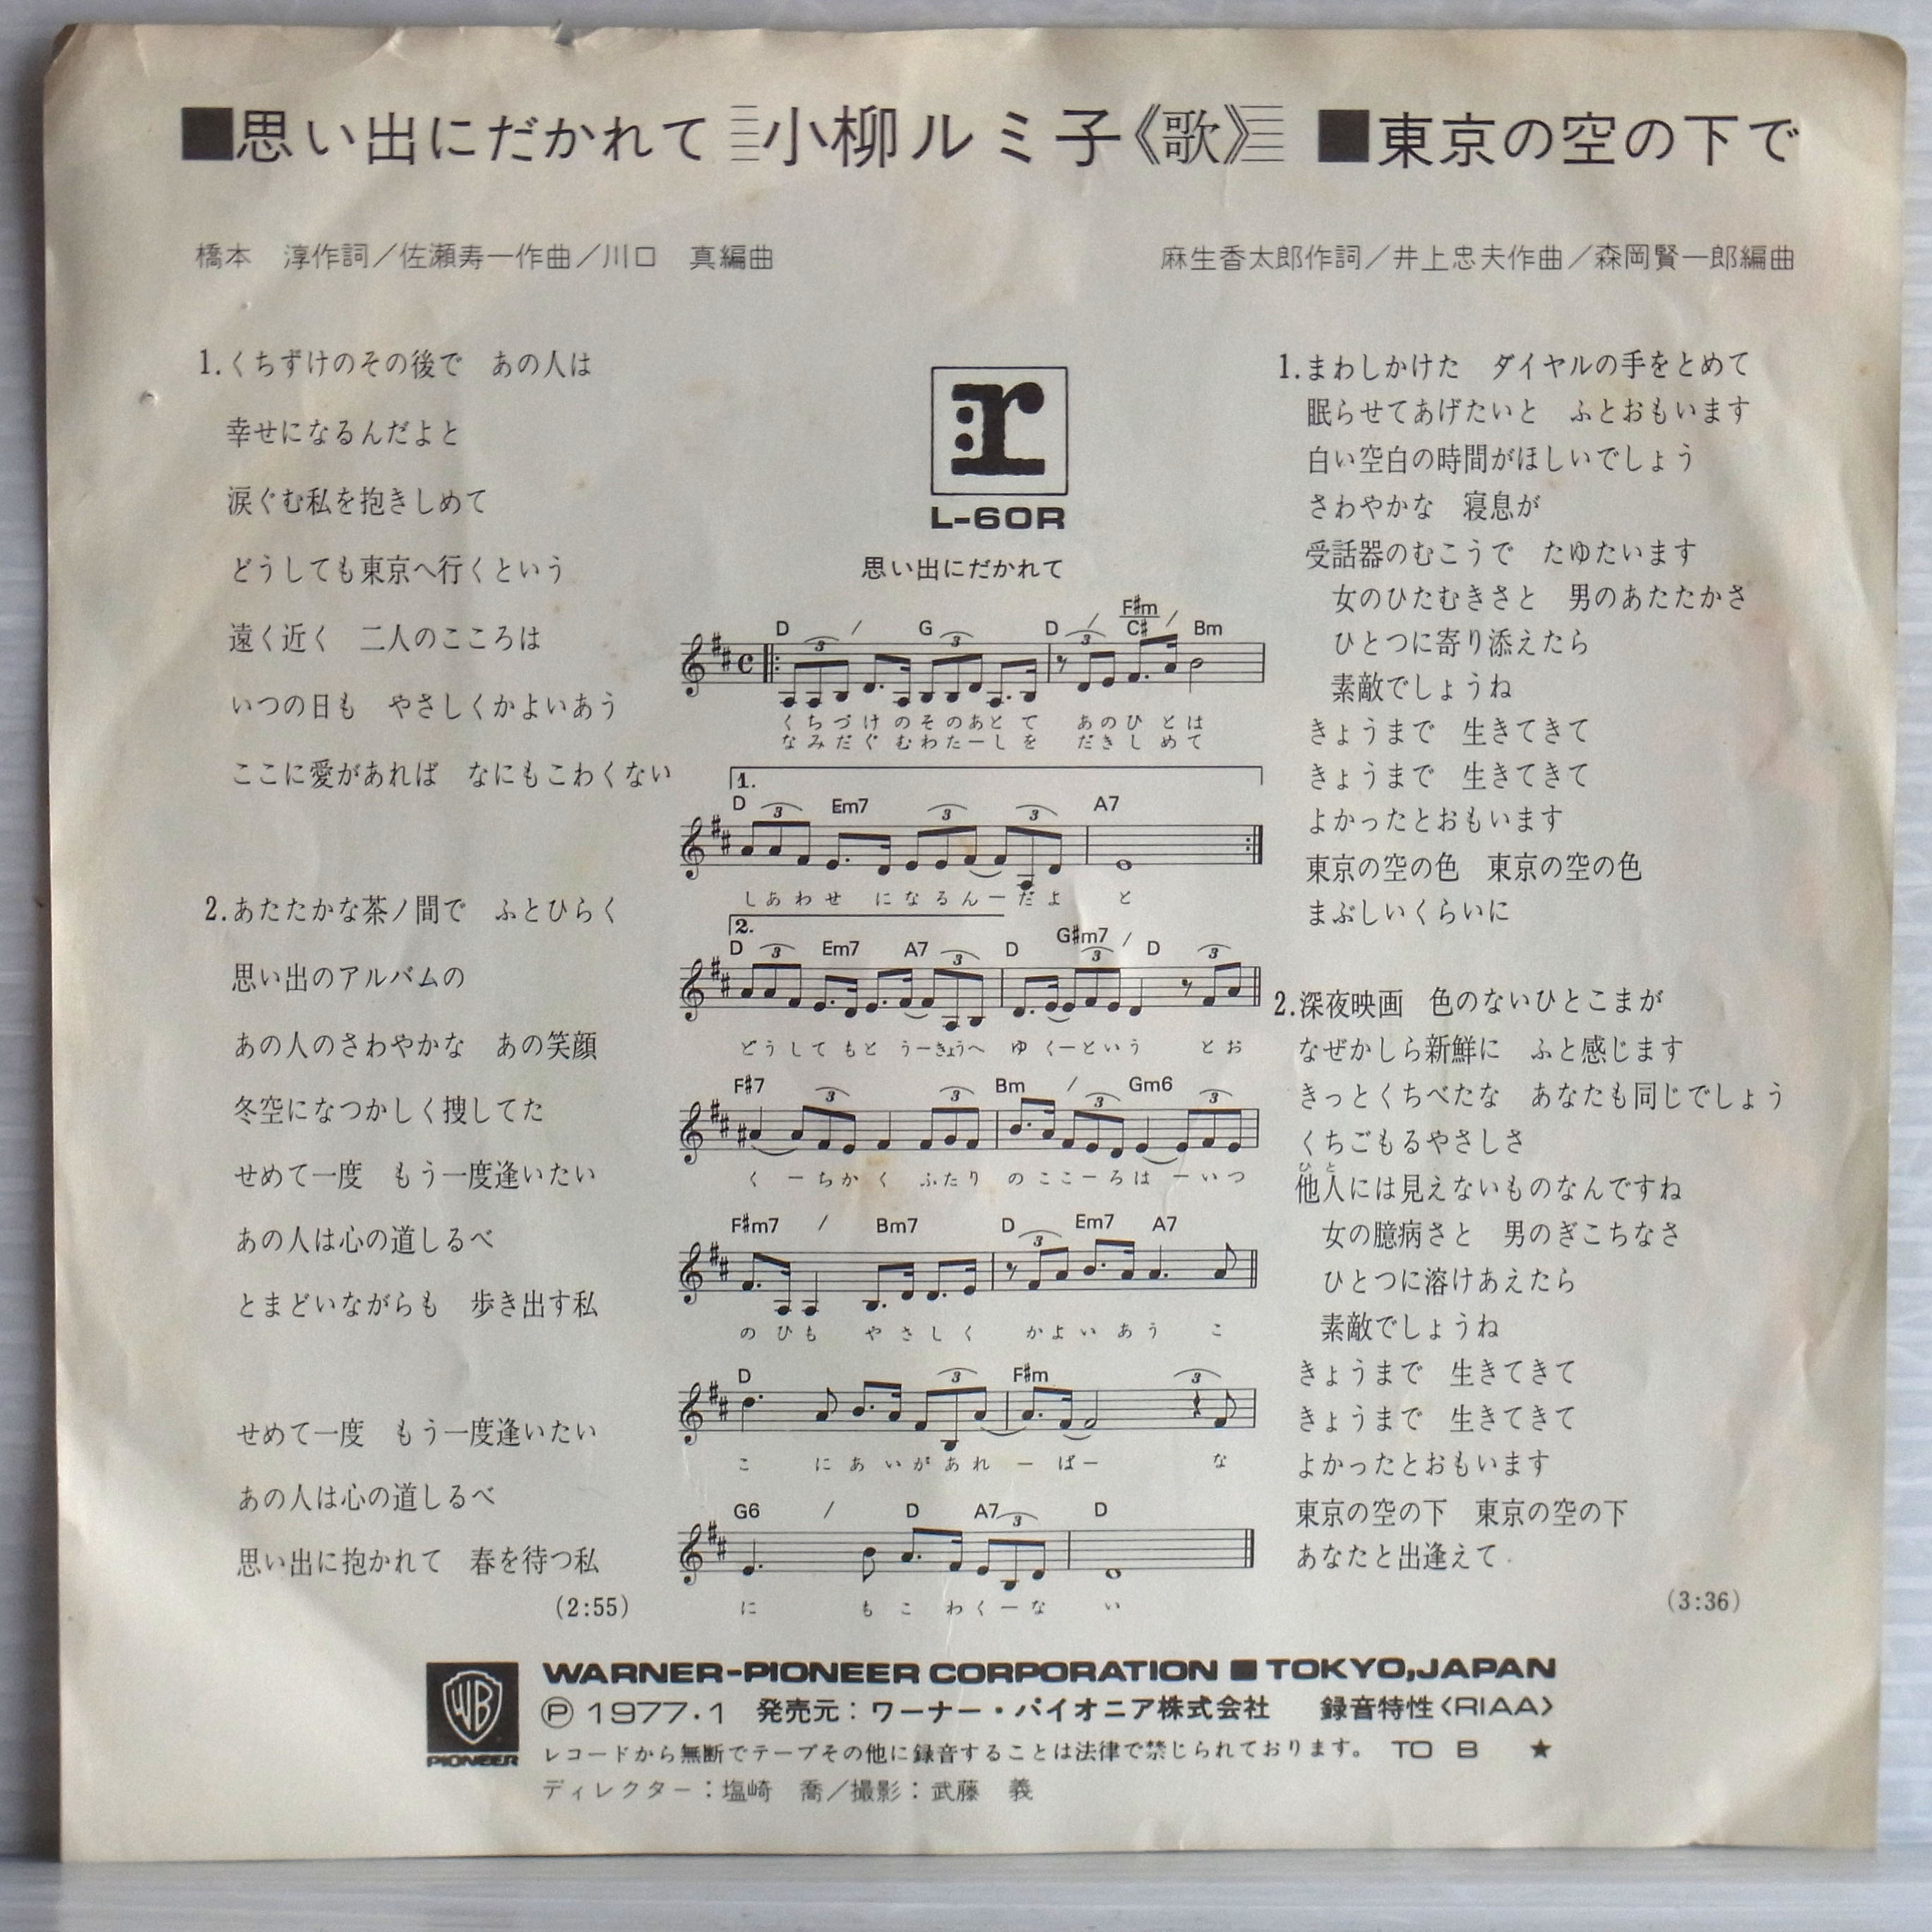 ■思い出にだかれて 小柳ルミ子《歌》 ■東京の空の下で
橋本　淳作詞／佐瀬寿一作曲／川口　真編曲
麻生香太郎作詞／井上忠夫作曲／森岡賢一郎編曲
1.くちずけのその後で　あの人は
幸せになるんだよと
涙ぐむ私を抱きしめて
どうしても東京へ行くという
遠く近く　二人のこころは
いつの日も　やさしくかよいあう
ここに愛があれば　なにもこわくない
2.あたたかな茶ノ間で　ふとひらく
思い出のアルバムの
あの人のさわやかな　あの笑顔
冬空になつかしく捜してた
せめて一度　もう一度逢いたい
あの人は心の道しるべ
とまどいながらも　歩き出す私
せめて一度　もう一度逢いたい
あの人は心の道しるべ
思い出に抱かれて　春を待つ私
(2:55)
r
L-60R
思い出にだかれて
D / G D / F#m C# / Bm
3 3 3
くちづけのそのあとて あのひとは
なみだぐむわたーしを だきしめて
1.
D 3 Em7 3 3 A7
しあわせ になるんーだよ と
2.
D 3 Em7 A7 3 D G#m7 / 3 D 3
どうしてもと うーきょうへ ゆくーという とお
F#7 3 3 Bm / 3 Gm6 3
くーちかく ふたり のここーろは ーいつ
F#m7 / Bm7 D 3 Em7 A7
のひも やさしく かよいあう こ
D 3 F#m 3
こ にあいがあれーばー な
G6 / D A7 3 D
に もこわくーな い
1.まわしかけた　ダイヤルの手をとめて
眠らせてあげたいと　ふとおもいます
白い空白の時間がほしいでしょう
さわやかな　寝息が
受話器のむこうで　たゆたいます
女のひたむきさと　男のあたたかさ
ひとつに寄り添えたら
素敵でしょうね
きょうまで　生きてきて
きょうまで　生きてきて
よかったとおもいます
東京の空の色　東京の空の色
まぶしいくらいに
2.深夜映画　色のないひとこまが
なぜかしら新鮮に　ふと感じます
きっとくちべたな　あなたも同じでしょう
くちごもるやさしさ
ひと
他人には見えないものなんですね
女の臆病さと　男のぎこちなさ
ひとつに溶けあえたら
素敵でしょうね
きょうまで　生きてきて
きょうまで　生きてきて
よかったとおもいます
東京の空の下　東京の空の下
あなたと出逢えて
(3:36)
WB
PIONEER
WARNER-PIONEER CORPORATION ■ TOKYO,JAPAN
Ⓟ 1977・1　発売元：ワーナー・パイオニア株式会社　録音特性〈RIAA〉
レコードから無断でテープその他に録音することは法律で禁じられております。 TO B ★
ディレクター：塩崎　喬／撮影：武藤　義